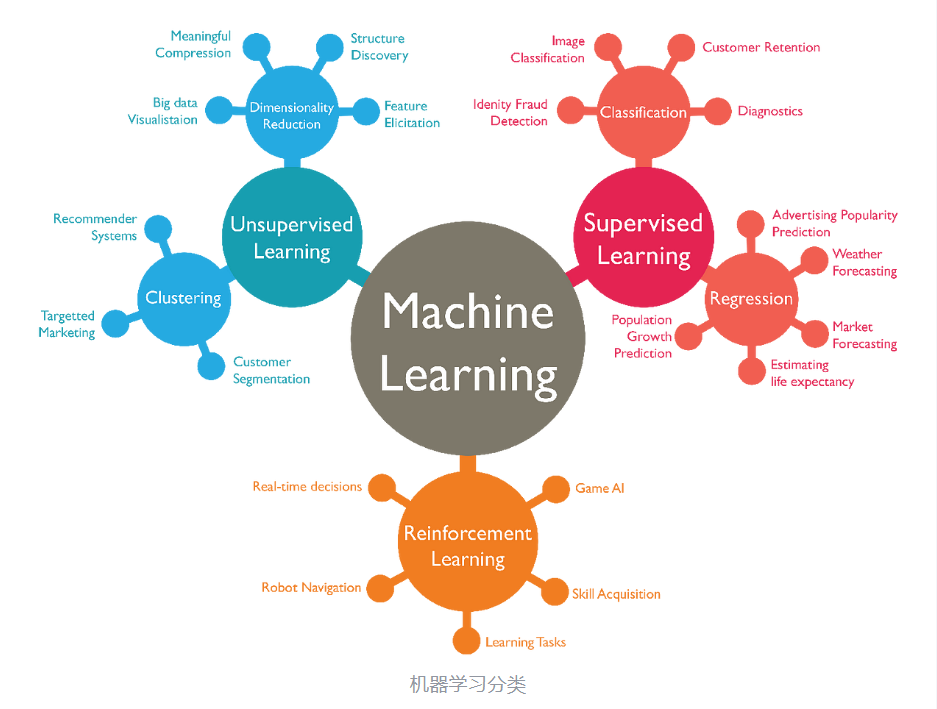 Meaningful
Compression
Structure
Discovery
Big data
Visualistaion
Dimensionality
Reduction
Feature
Elicitation
Unsupervised
Learning
Recommender
Systems
Clustering
Targetted
Marketing
Customer
Segmentation
Image
Classification
Customer Retention
Idenity Fraud
Detection
Classification
Diagnostics
Supervised
Learning
Advertising Popularity
Prediction
Weather
Forecasting
Regression
Population
Growth
Prediction
Market
Forecasting
Estimating
life expectancy
Machine
Learning
Real-time decisions
Game AI
Reinforcement
Learning
Robot Navigation
Skill Acquisition
Learning Tasks
机器学习分类